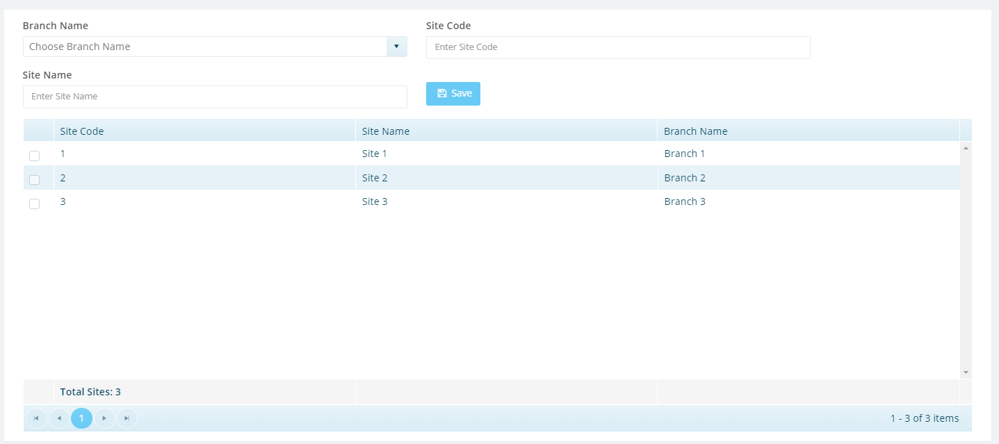 Branch Name Site Code
Choose Branch Name Enter Site Code
Site Name
Enter Site Name Save
Site Code Site Name Branch Name
1 Site 1 Branch 1
2 Site 2 Branch 2
3 Site 3 Branch 3
Total Sites: 3
1 1 - 3 of 3 items